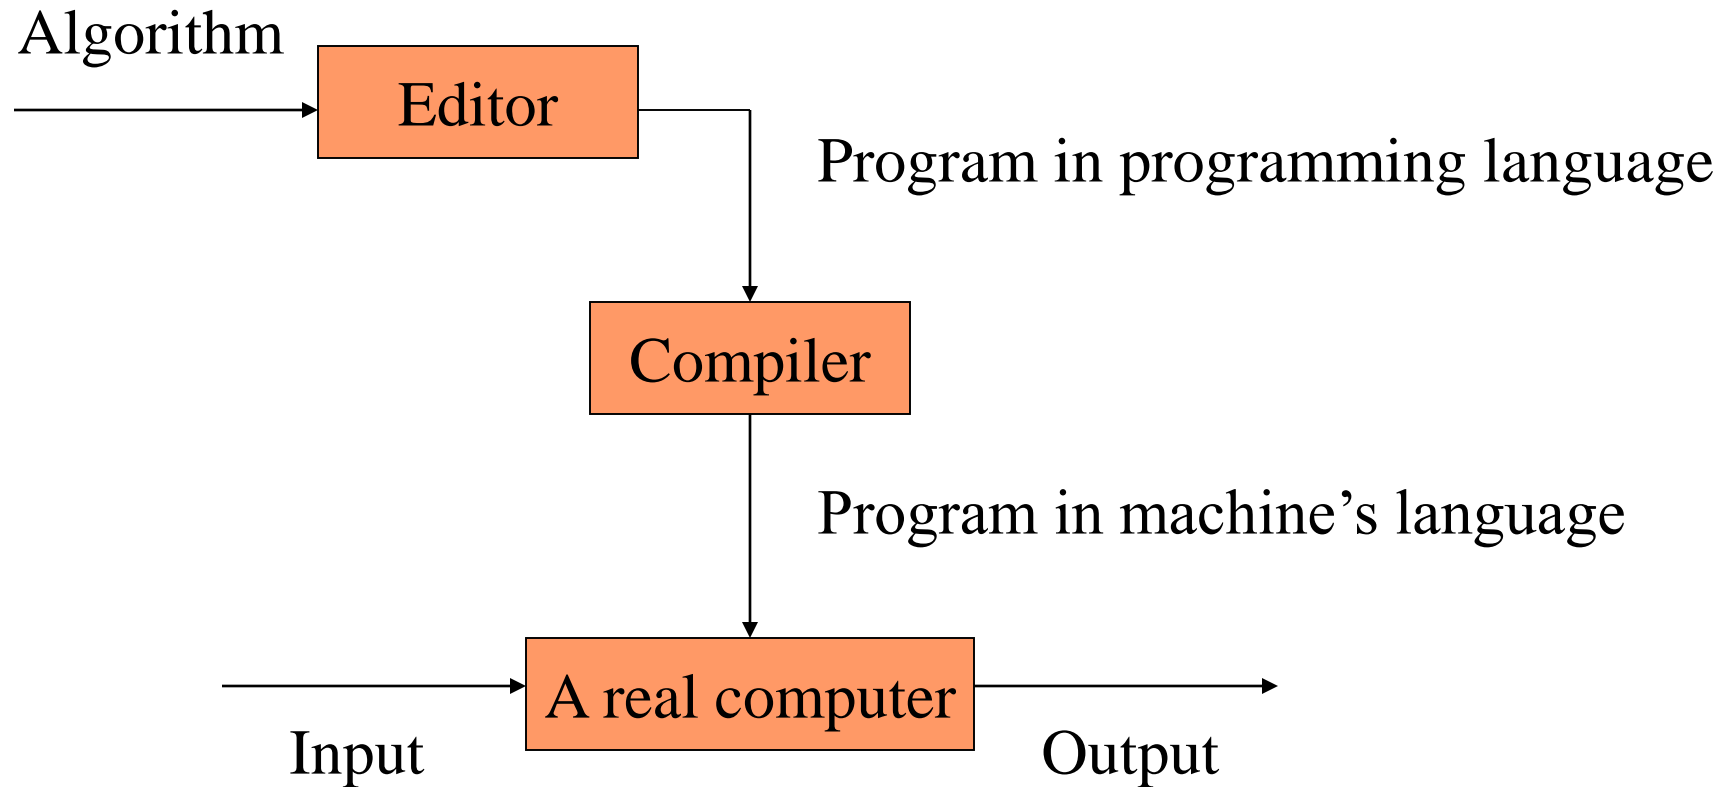 Algorithm
Editor
Program in programming language
Compiler
Program in machine’s language
A real computer
Input
Output